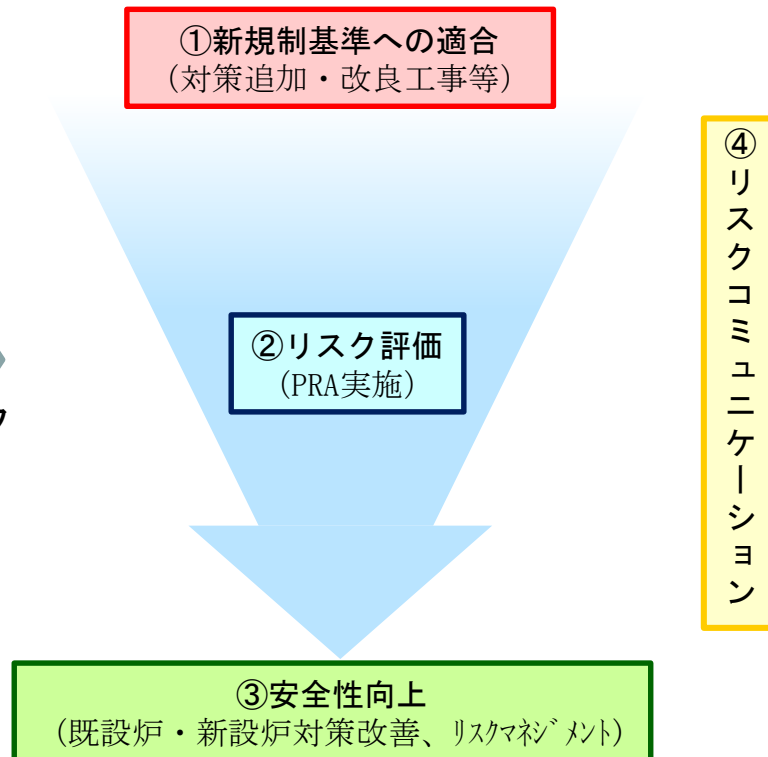 ①新規制基準への適合
（対策追加・改良工事等）
②リスク評価
（PRA実施）
③安全性向上
（既設炉・新設炉対策改善、ﾘｽｸﾏﾈｼﾞﾒﾝﾄ）
④リスクコミュニケーション